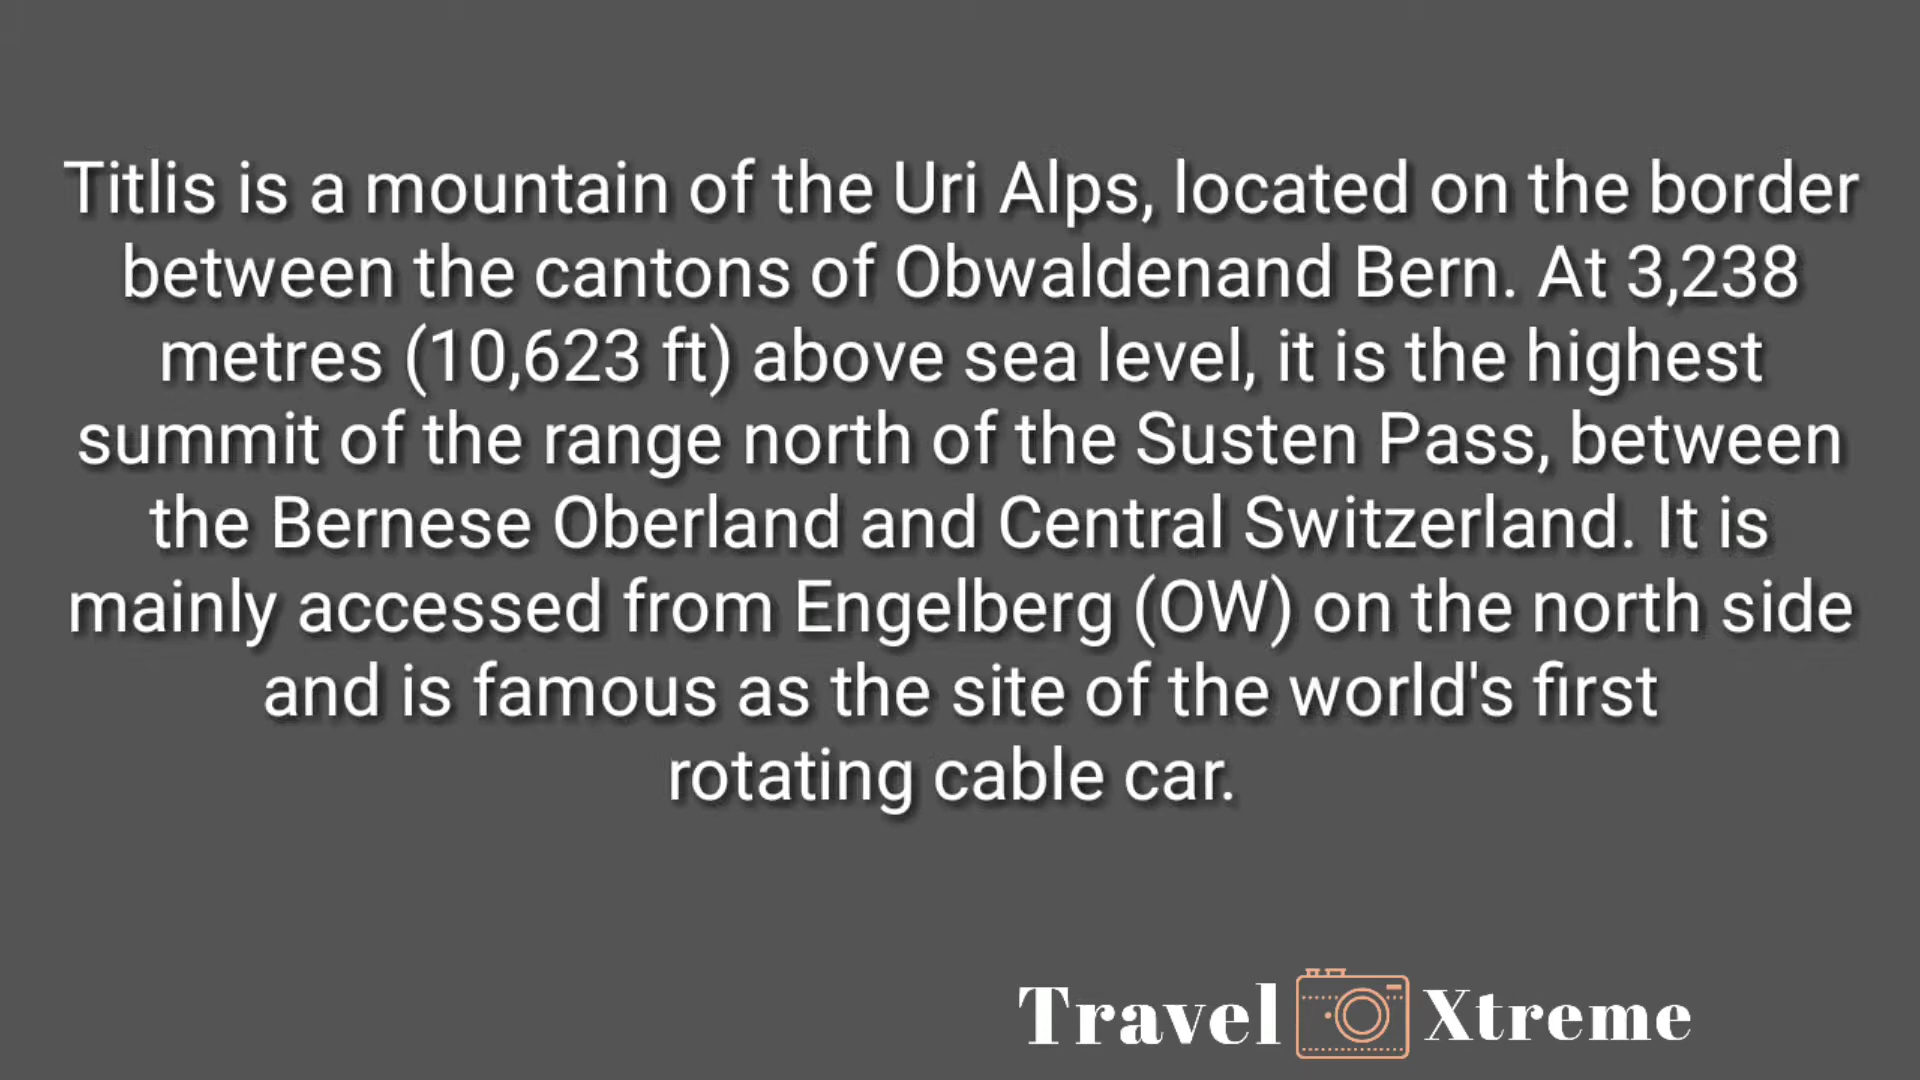 Titlis is a mountain of the Uri Alps, located on the border
between the cantons of Obwaldenand Bern. At 3,238
metres (10,623 ft) above sea level, it is the highest
summit of the range north of the Susten Pass, between
the Bernese Oberland and Central Switzerland. It is
mainly accessed from Engelberg (OW) on the north side
and is famous as the site of the world's first
rotating cable car.
Travel Xtreme